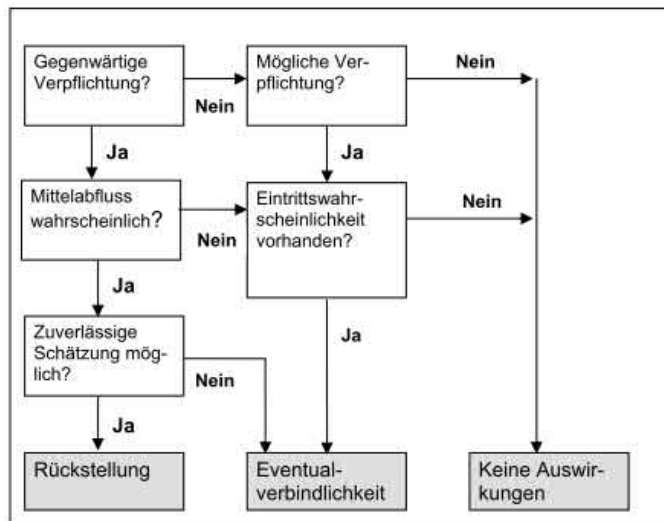 Gegenwärtige
Verpflichtung?
Nein
Mögliche Ver-
pflichtung?
Nein
Ja
Ja
Mittelabfluss
wahrscheinlich?
Nein
Eintrittswahr-
scheinlichkeit
vorhanden?
Nein
Ja
Ja
Zuverlässige
Schätzung mög-
lich?
Nein
Ja
Rückstellung
Eventual-
verbindlichkeit
Keine Auswir-
kungen